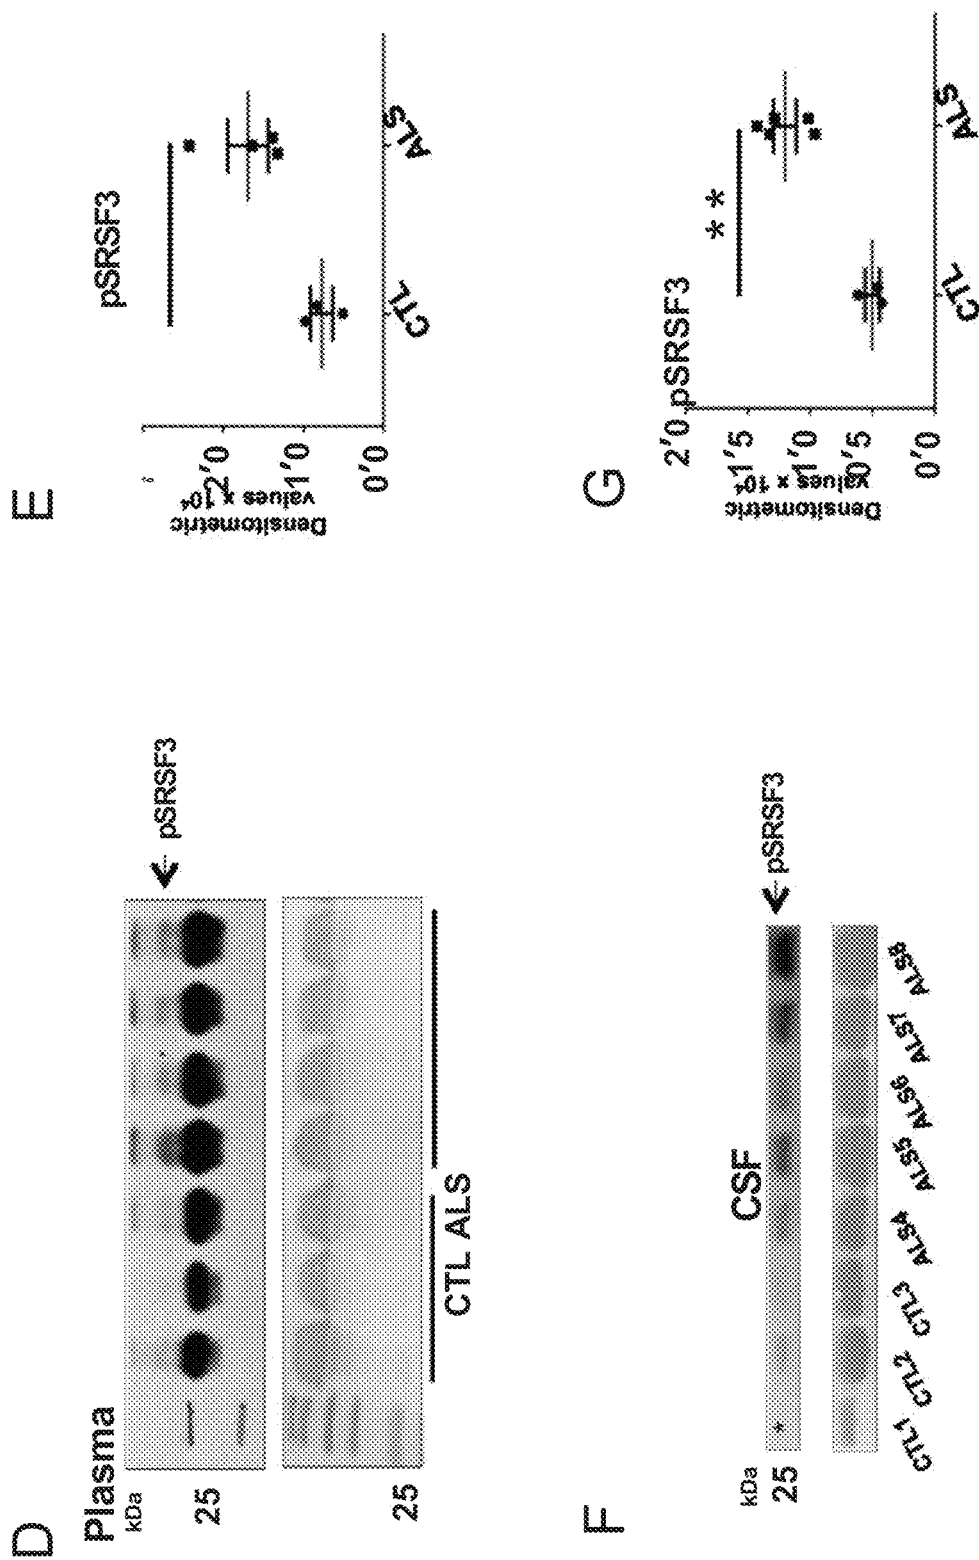 D
Plasma
kDa
25
25
pSRSF3
CTL ALS
E
pSRSF3
Densitometric
values x 10⁴
2'0
1'0
0'0
CTL
ALS
F
CSF
kDa
25
*
pSRSF3
CTL1
CTL2
CTL3
ALS4
ALS5
ALS6
ALS7
ALS8
G
pSRSF3
**
Densitometric
values x 10⁴
2'0
1'5
1'0
0'5
0'0
CTL
ALS